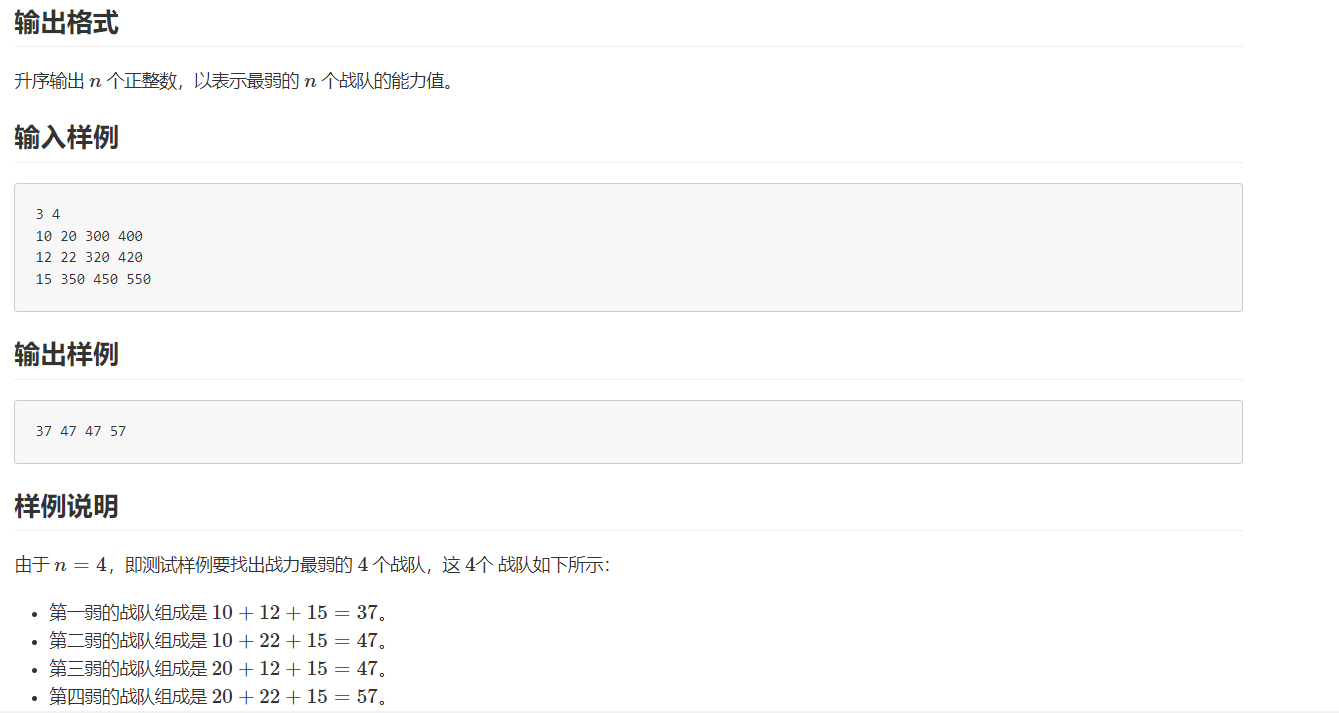 输出格式
升序输出 n 个正整数，以表示最弱的 n 个战队的能力值。
输入样例
3 4
10 20 300 400
12 22 320 420
15 350 450 550
输出样例
37 47 47 57
样例说明
由于 n = 4，即测试样例要找出战力最弱的 4 个战队，这 4个 战队如下所示：
• 第一弱的战队组成是 10 + 12 + 15 = 37。
• 第二弱的战队组成是 10 + 22 + 15 = 47。
• 第三弱的战队组成是 20 + 12 + 15 = 47。
• 第四弱的战队组成是 20 + 22 + 15 = 57。